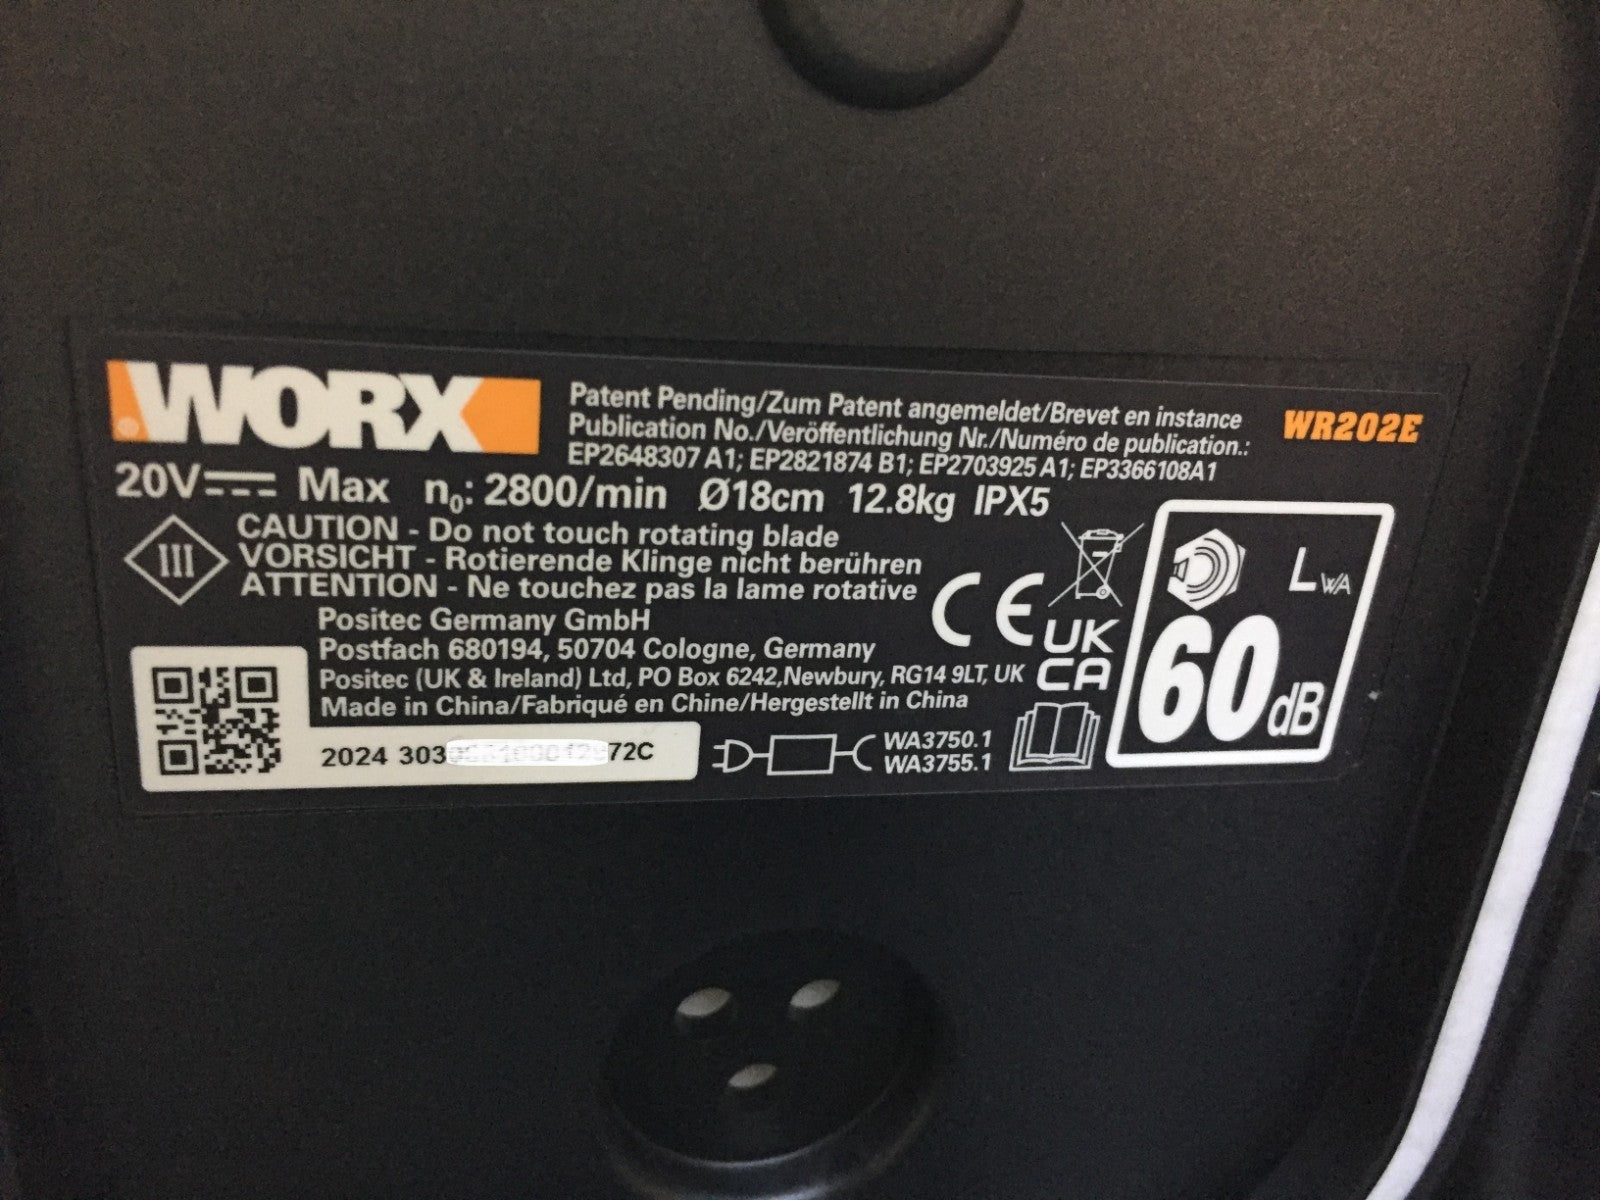 WORX
®
Patent Pending/Zum Patent angemeldet/Brevet en instance
Publication No./Veröffentlichung Nr./Numéro de publication.:
EP2648307 A1; EP2821874 B1; EP2703925 A1; EP3366108A1
WR202E
20V Max n₀: 2800/min Ø18cm 12.8kg IPX5
III
CAUTION - Do not touch rotating blade
VORSICHT - Rotierende Klinge nicht berühren
ATTENTION - Ne touchez pas la lame rotative
Positec Germany GmbH
Postfach 680194, 50704 Cologne, Germany
Positec (UK & Ireland) Ltd, PO Box 6242,Newbury, RG14 9LT, UK
Made in China/Fabriqué en Chine/Hergestellt in China
2024
WA3750.1
WA3755.1
CE
UK
CA
LWA
60dB